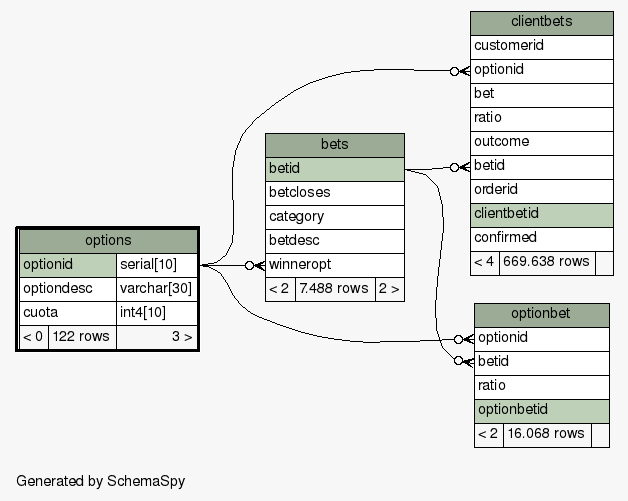 clientbets
customerid
optionid
bet
ratio
outcome
betid
orderid
clientbetid
confirmed
< 4 669.638 rows
bets
betid
betcloses
category
betdesc
winneropt
< 2 7.488 rows 2 >
options
optionid serial[10]
optiondesc varchar[30]
cuota int4[10]
< 0 122 rows 3 >
optionbet
optionid
betid
ratio
optionbetid
< 2 16.068 rows
Generated by SchemaSpy